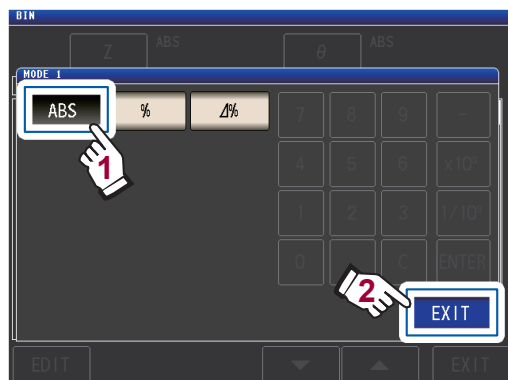 BIN
Z ABS θ ABS
MODE 1
ABS % Δ% 7 8 9 -
1 4 5 6 x10³
1 2 3 1/10³
0 C ENTER
2
EXIT
EDIT ▼ ▲ EXIT